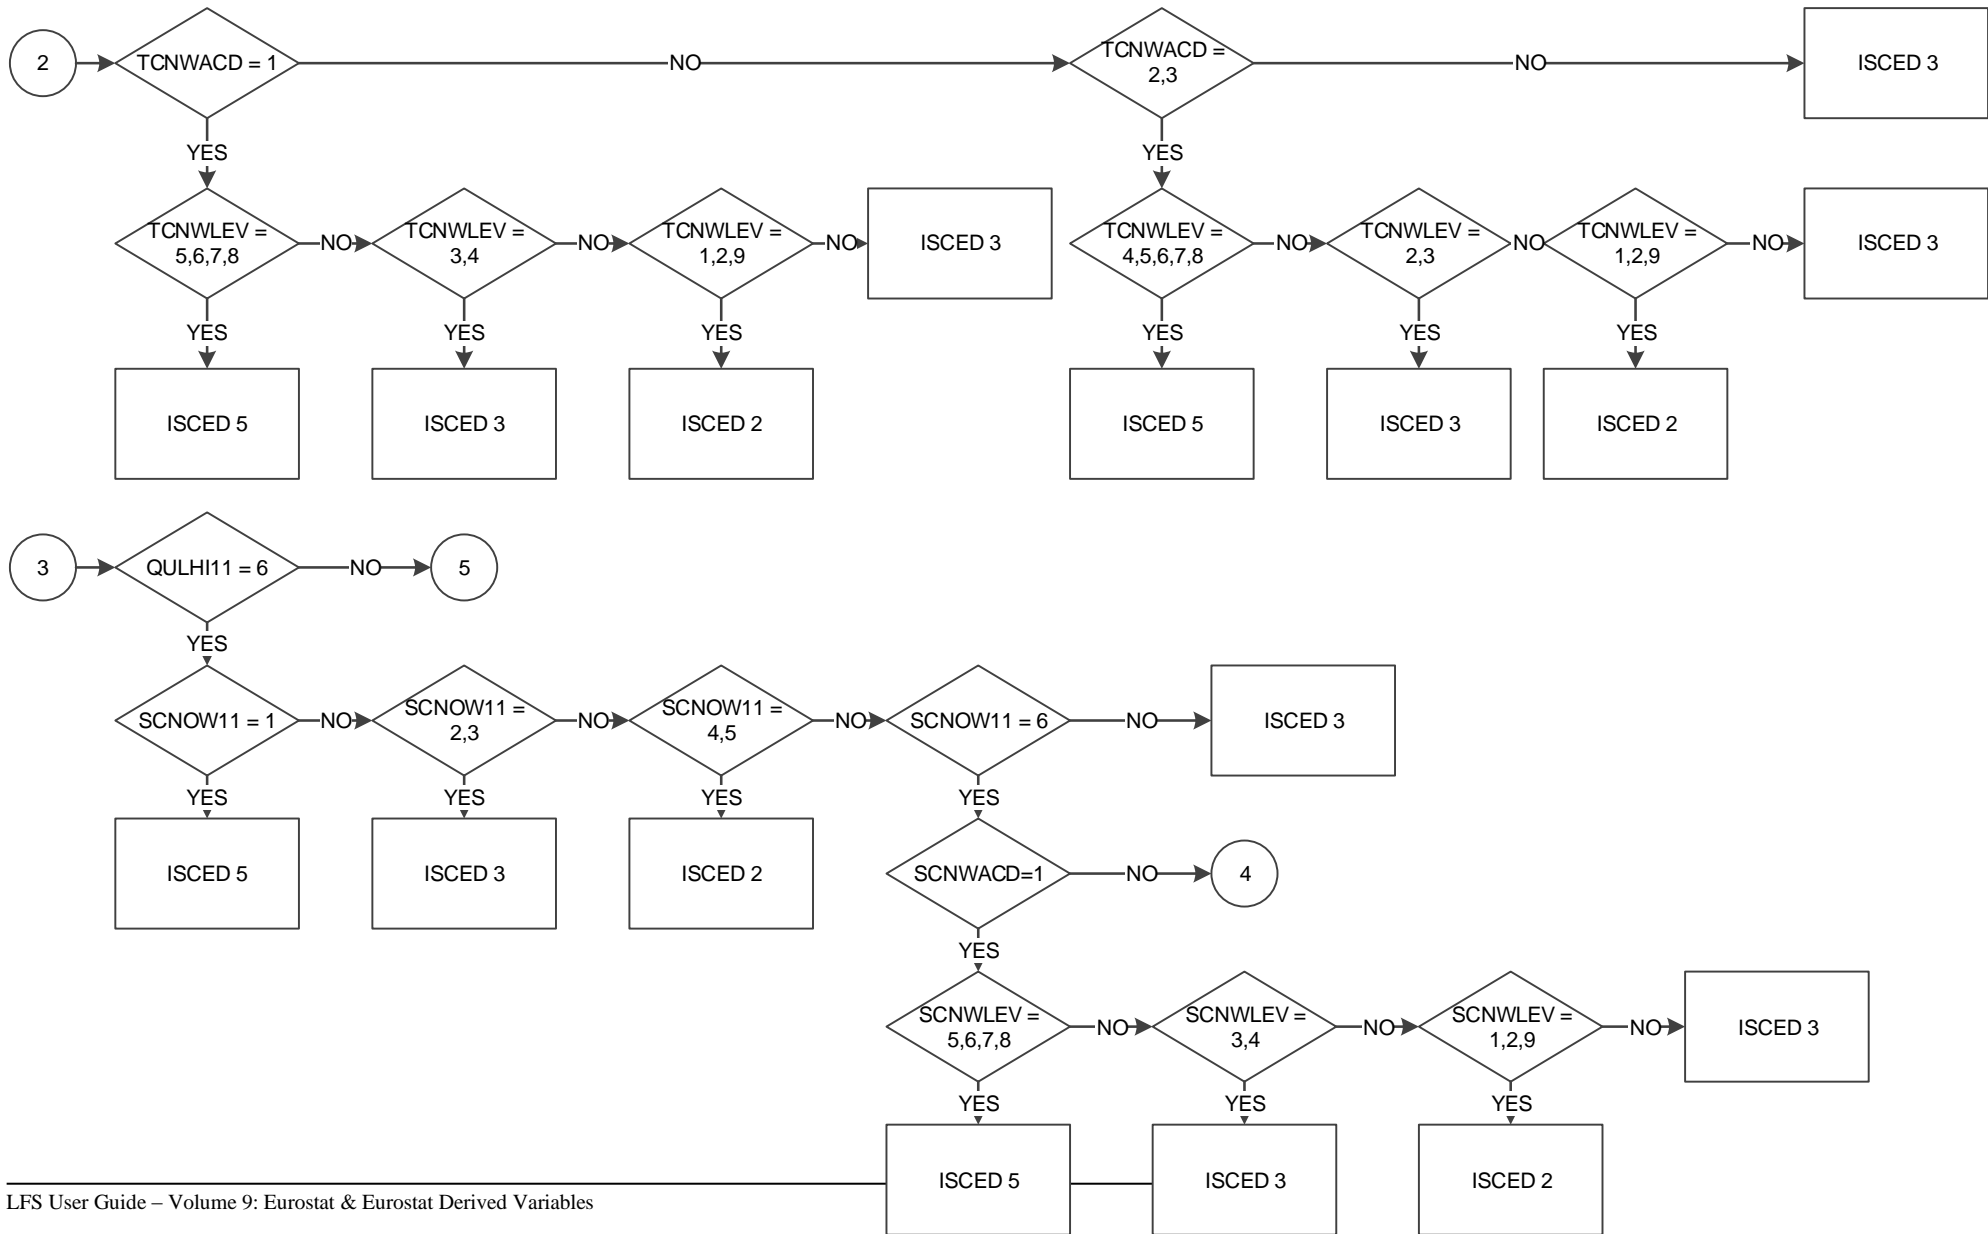 2
TCNWACD = 1
NO
TCNWACD =
2,3
NO
ISCED 3
YES
YES
TCNWLEV =
5,6,7,8
NO
TCNWLEV =
3,4
NO
TCNWLEV =
1,2,9
NO
ISCED 3
TCNWLEV =
4,5,6,7,8
NO
TCNWLEV =
2,3
NO
TCNWLEV =
1,2,9
NO
ISCED 3
YES
YES
YES
YES
YES
YES
ISCED 5
ISCED 3
ISCED 2
ISCED 5
ISCED 3
ISCED 2
3
QULHI11 = 6
NO
5
YES
SCNOW11 = 1
NO
SCNOW11 =
2,3
NO
SCNOW11 =
4,5
NO
SCNOW11 = 6
NO
ISCED 3
YES
YES
YES
YES
ISCED 5
ISCED 3
ISCED 2
SCNWACD=1
NO
4
YES
SCNWLEV =
5,6,7,8
NO
SCNWLEV =
3,4
NO
SCNWLEV =
1,2,9
NO
ISCED 3
YES
YES
YES
ISCED 5
ISCED 3
ISCED 2
LFS User Guide – Volume 9: Eurostat & Eurostat Derived Variables